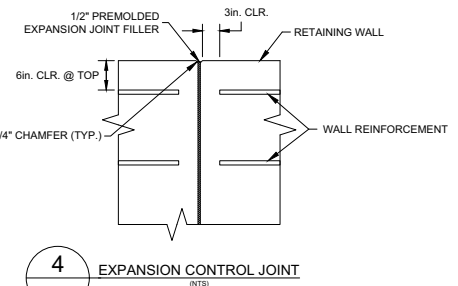 1/2" PREMOLDED
EXPANSION JOINT FILLER
3in. CLR.
RETAINING WALL
6in. CLR. @ TOP
/4" CHAMFER (TYP.)
WALL REINFORCEMENT
4
EXPANSION CONTROL JOINT
(NTS)